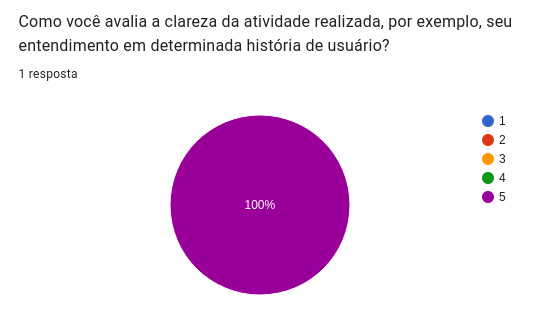 Como você avalia a clareza da atividade realizada, por exemplo, seu
entendimento em determinada história de usuário?
1 resposta
100%
1
2
3
4
5